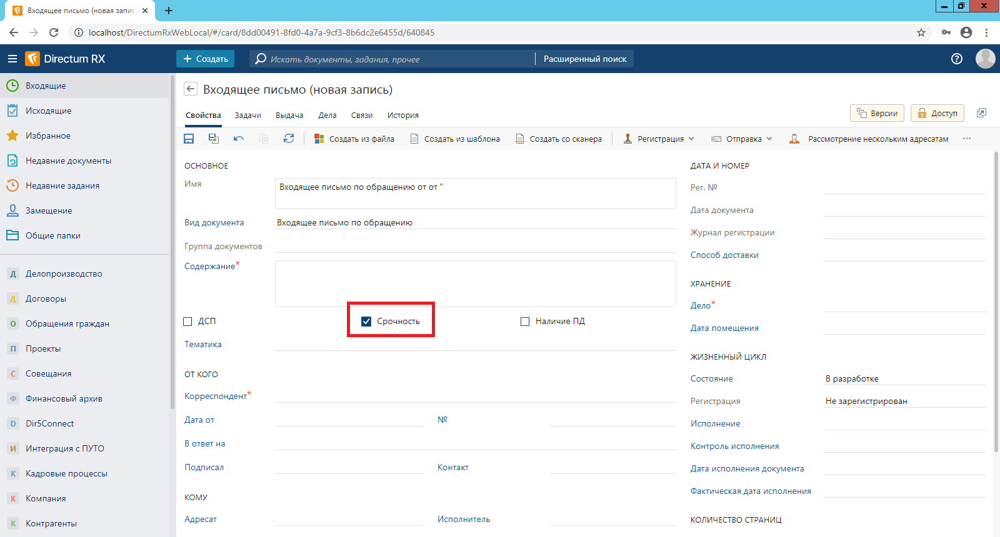 Входящее письмо (новая запис
localhost/DirectumRxWebLocal/#/card/8dd00491-8fd0-4a7a-9cf3-8b6dc2e6455d/640845
Directum RX
+ Создать
Искать документы, задания, прочее
Расширенный поиск
Входящие
Исходящие
Избранное
Недавние документы
Недавние задания
Замещение
Общие папки
Д Делопроизводство
Д Договоры
О Обращения граждан
П Проекты
С Совещания
Ф Финансовый архив
D Dir5Connect
И Интеграция с ПУТО
К Кадровые процессы
К Компания
К Контрагенты
Входящее письмо (новая запись)
Свойства Задачи Выдача Дела Связи История
Версии Доступ
Создать из файла Создать из шаблона Создать со сканера Регистрация Отправка Рассмотрение нескольким адресатам ...
ОСНОВНОЕ
Имя Входящее письмо по обращению от от "
Вид документа Входящее письмо по обращению
Группа документов
Содержание*
ДСП Срочность Наличие ПД
Тематика
ОТ КОГО
Корреспондент*
Дата от №
В ответ на
Подписал Контакт
КОМУ
Адресат Исполнитель
ДАТА И НОМЕР
Рег. №
Дата документа
Журнал регистрации
Способ доставки
ХРАНЕНИЕ
Дело*
Дата помещения
ЖИЗНЕННЫЙ ЦИКЛ
Состояние В разработке
Регистрация Не зарегистрирован
Исполнение
Контроль исполнения
Дата исполнения документа
Фактическая дата исполнения
КОЛИЧЕСТВО СТРАНИЦ